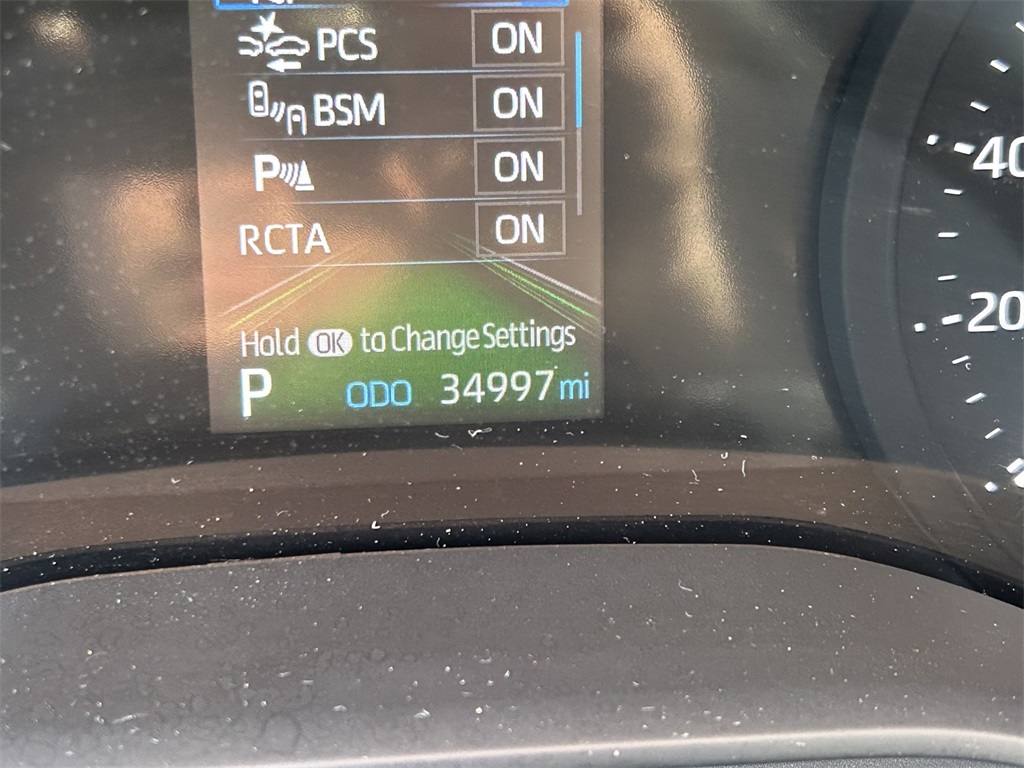 PCS ON
BSM ON
P ON
RCTA ON
Hold OK to Change Settings
P ODO 34997 mi
40
20